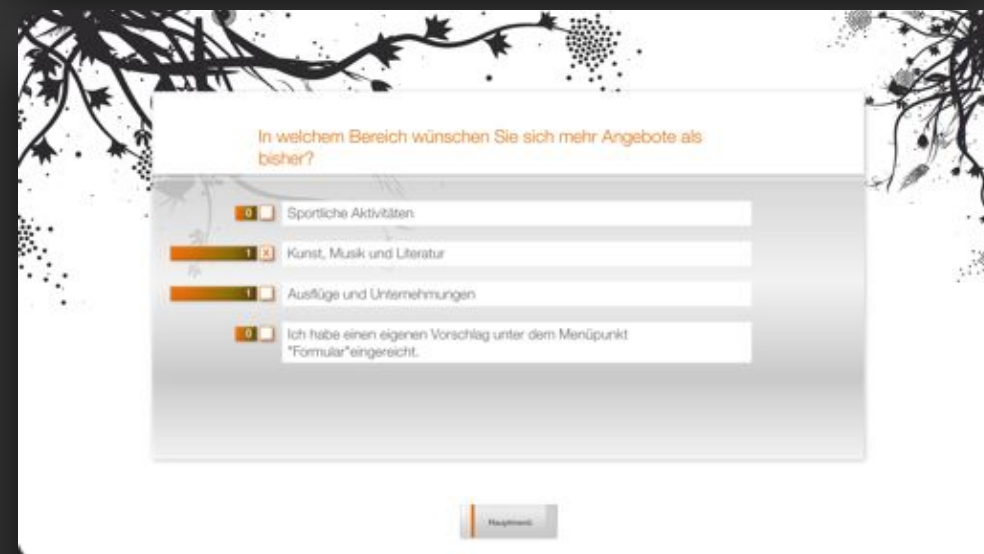 In welchem Bereich wünschen Sie sich mehr Angebote als
bisher?
0 Sportliche Aktivitäten
1 X Kunst, Musik und Literatur
1 Ausflüge und Unternehmungen
0 Ich habe einen eigenen Vorschlag unter dem Menüpunkt
"Formular"eingereicht.
Hauptmenü